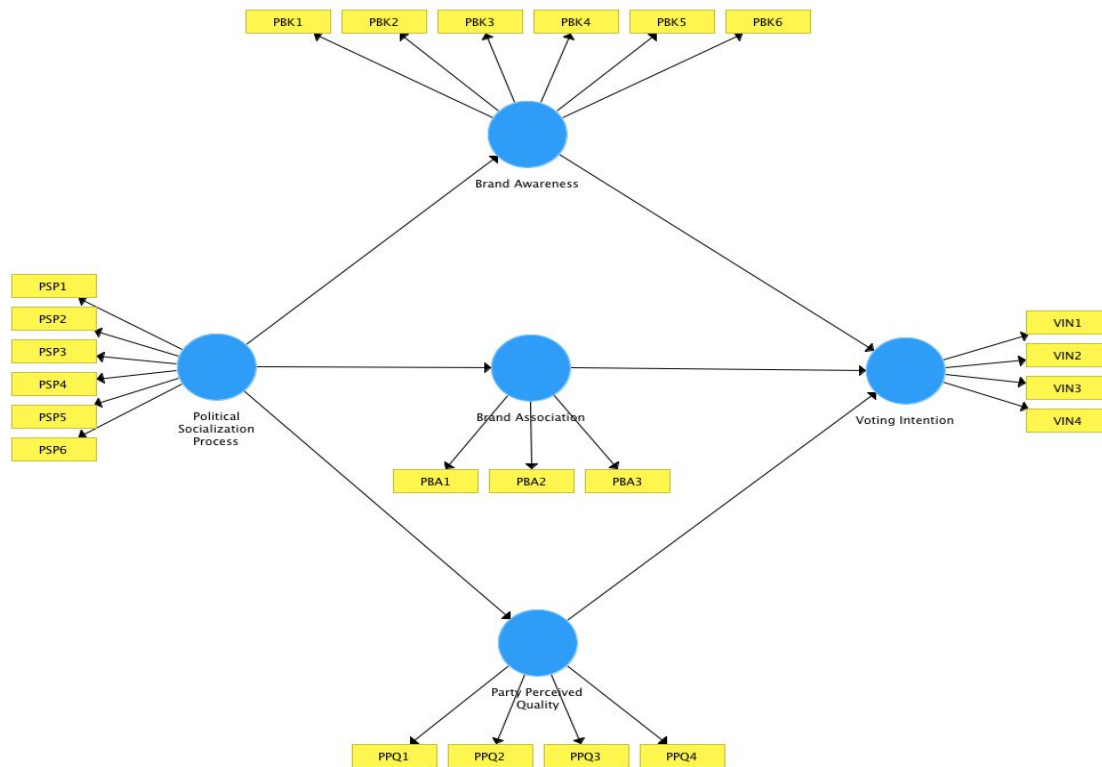 PBK1 PBK2 PBK3 PBK4 PBK5 PBK6
Brand Awareness
PSP1
PSP2
PSP3
PSP4
PSP5
PSP6
Political
Socialization
Process
Brand Association
PBA1 PBA2 PBA3
Voting Intention
VIN1
VIN2
VIN3
VIN4
Party Perceived
Quality
PPQ1 PPQ2 PPQ3 PPQ4